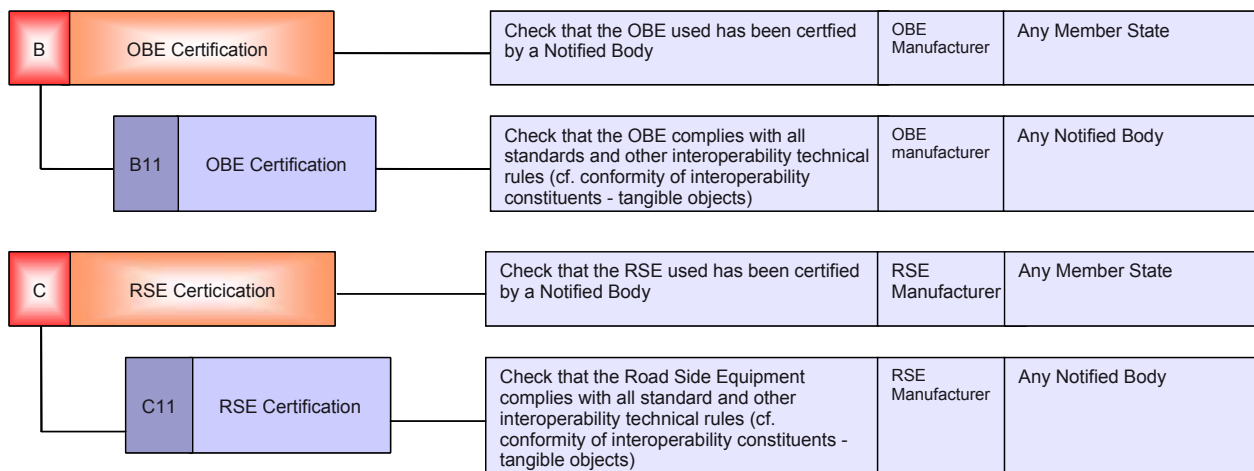 B
OBE Certification
Check that the OBE used has been certfied
by a Notified Body
OBE
Manufacturer
Any Member State
B11
OBE Certification
Check that the OBE complies with all
standards and other interoperability technical
rules (cf. conformity of interoperability
constituents - tangible objects)
OBE
manufacturer
Any Notified Body
C
RSE Certicication
Check that the RSE used has been certified
by a Notified Body
RSE
Manufacturer
Any Member State
C11
RSE Certification
Check that the Road Side Equipment
complies with all standard and other
interoperability technical rules (cf.
conformity of interoperability constituents -
tangible objects)
RSE
Manufacturer
Any Notified Body